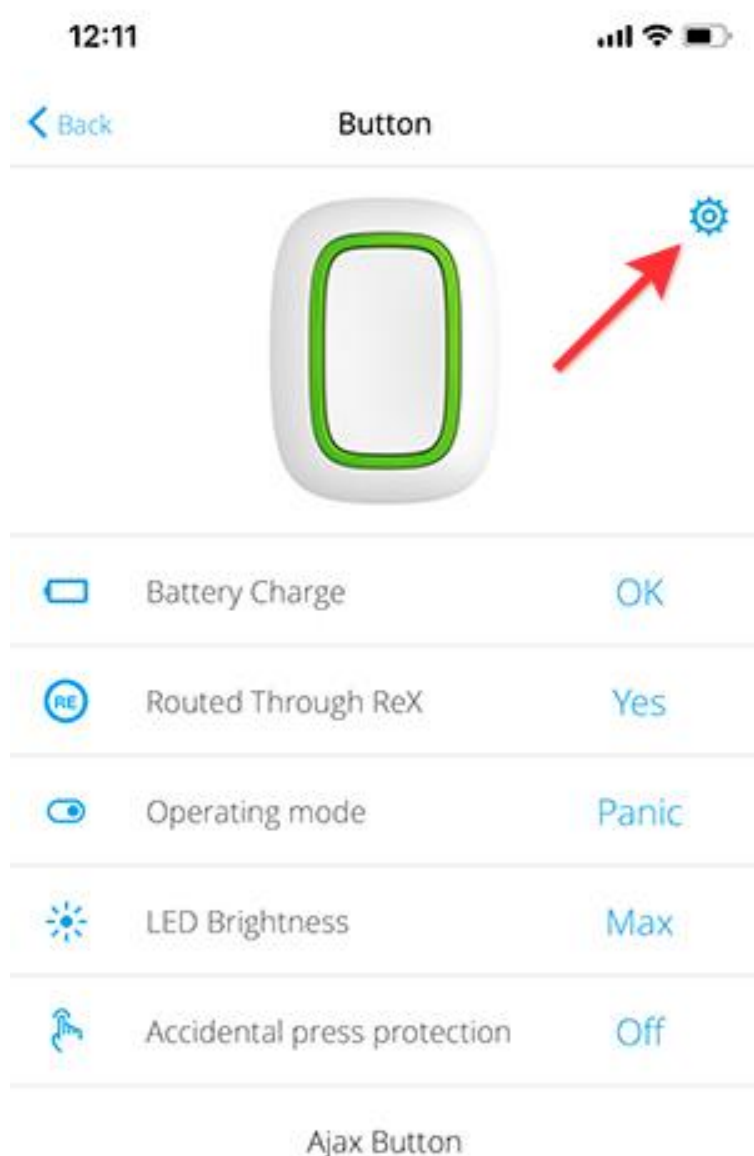 12:11
Back
Button
Battery Charge OK
RE Routed Through ReX Yes
Operating mode Panic
LED Brightness Max
Accidental press protection Off
Ajax Button